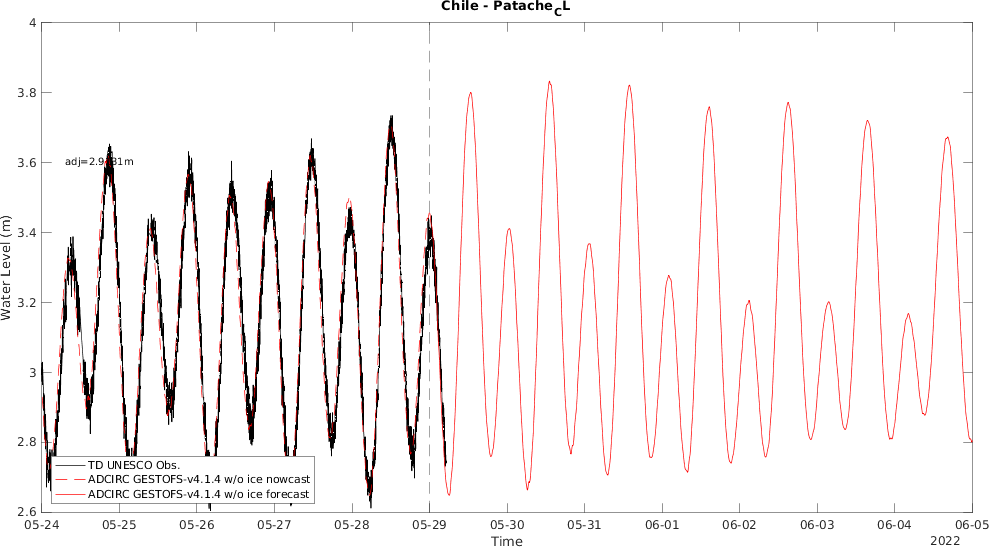 Chile - PatacheCL
Water Level (m)
4
3.8
3.6
3.4
3.2
3
2.8
2.6
TD UNESCO Obs.
ADCIRC GESTOFS-v4.1.4 w/o ice nowcast
ADCIRC GESTOFS-v4.1.4 w/o ice forecast
05-24 05-25 05-26 05-27 05-28 05-29 05-30 05-31 06-01 06-02 06-03 06-04 06-05
Time
2022